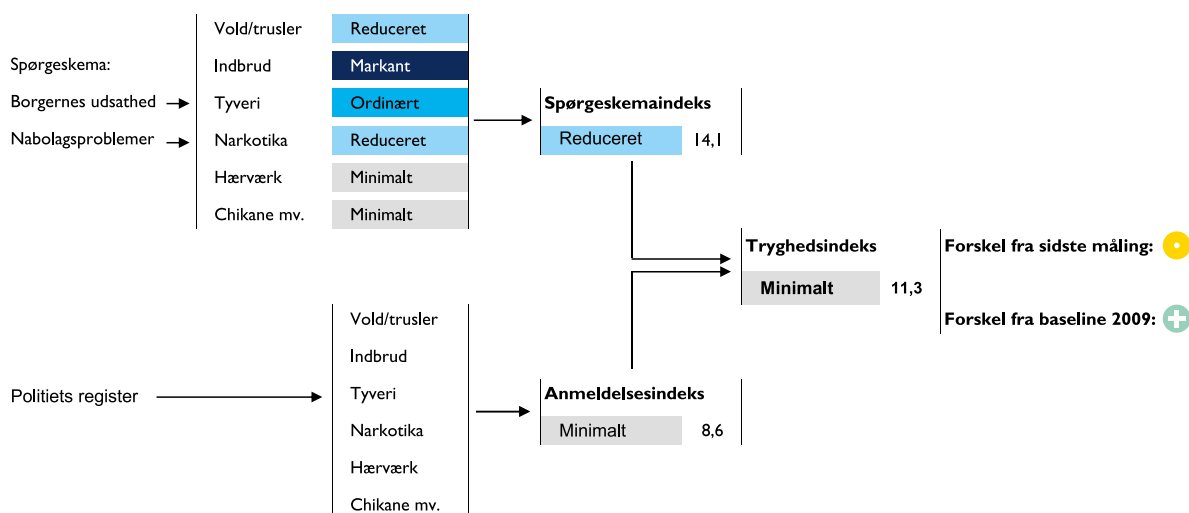 Vold/trusler Reduceret
Spørgeskema: Indbrud Markant
Borgernes udsathed Tyveri Ordinært Spørgeskemaindeks
Nabolagsproblemer Narkotika Reduceret Reduceret 14,1
Hærværk Minimalt
Chikane mv. Minimalt
Tryghedsindeks Forskel fra sidste måling:
Minimalt 11,3
Forskel fra baseline 2009:
Vold/trusler
Indbrud
Politiets register Tyveri Anmeldelsesindeks
Narkotika Minimalt 8,6
Hærværk
Chikane mv.